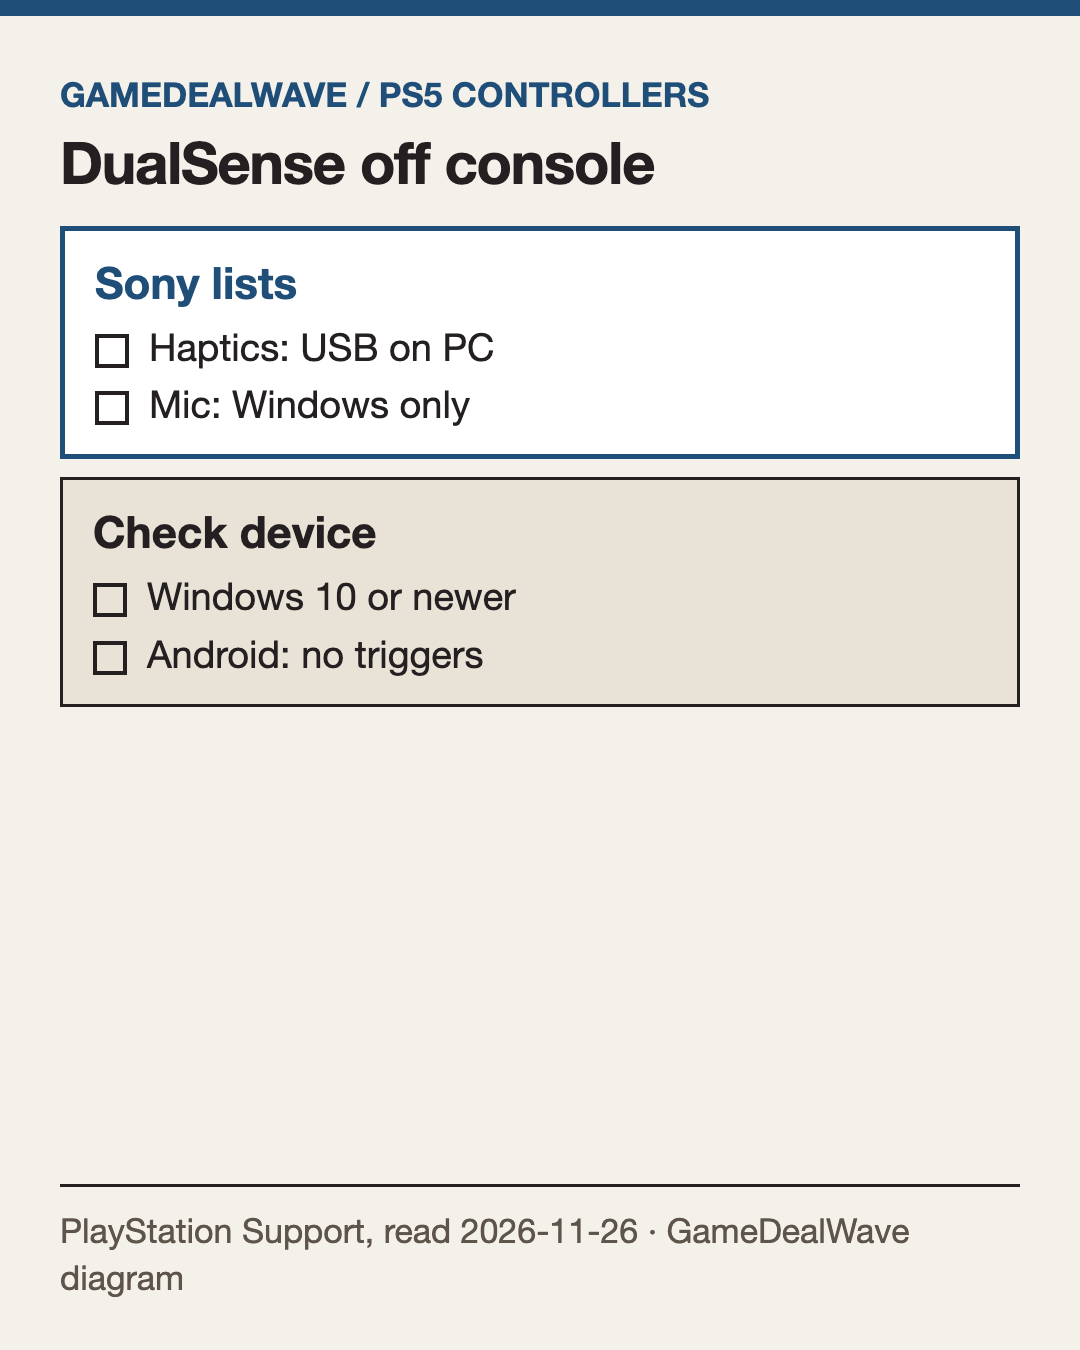 GAMEDEALWAVE / PS5 CONTROLLERS
DualSense off console
Sony lists
Haptics: USB on PC
Mic: Windows only
Check device
Windows 10 or newer
Android: no triggers
PlayStation Support, read 2026-11-26 · GameDealWave
diagram